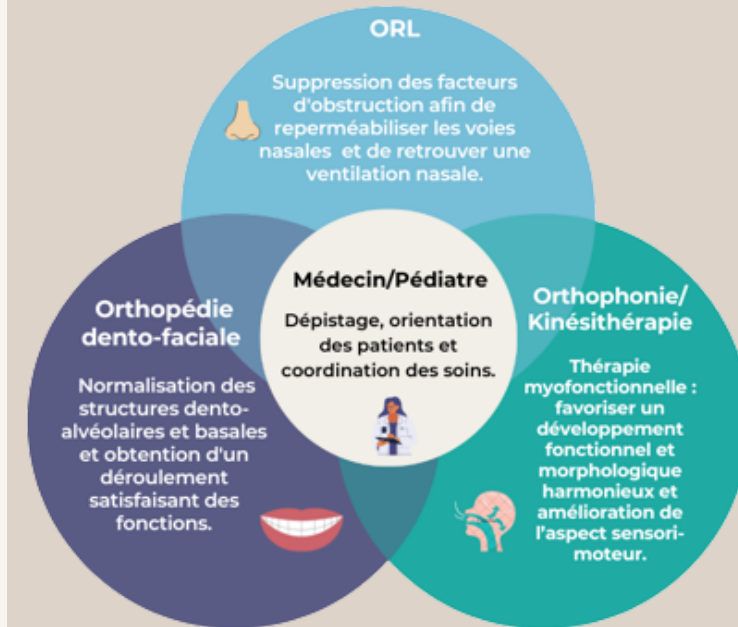 ORL
Suppression des facteurs
d'obstruction afin de
reperméabiliser les voies
nasales et de retrouver une
ventilation nasale.
Médecin/Pédiatre
Dépistage, orientation
des patients et
coordination des soins.
Orthopédie
dento-faciale
Normalisation des
structures dento-
alvéolaires et basales
et obtention d'un
déroulement
satisfaisant des
fonctions.
Orthophonie/
Kinésithérapie
Thérapie
myofonctionnelle :
favoriser un
développement
fonctionnel et
morphologique
harmonieux et
amélioration de
l'aspect sensori-
moteur.